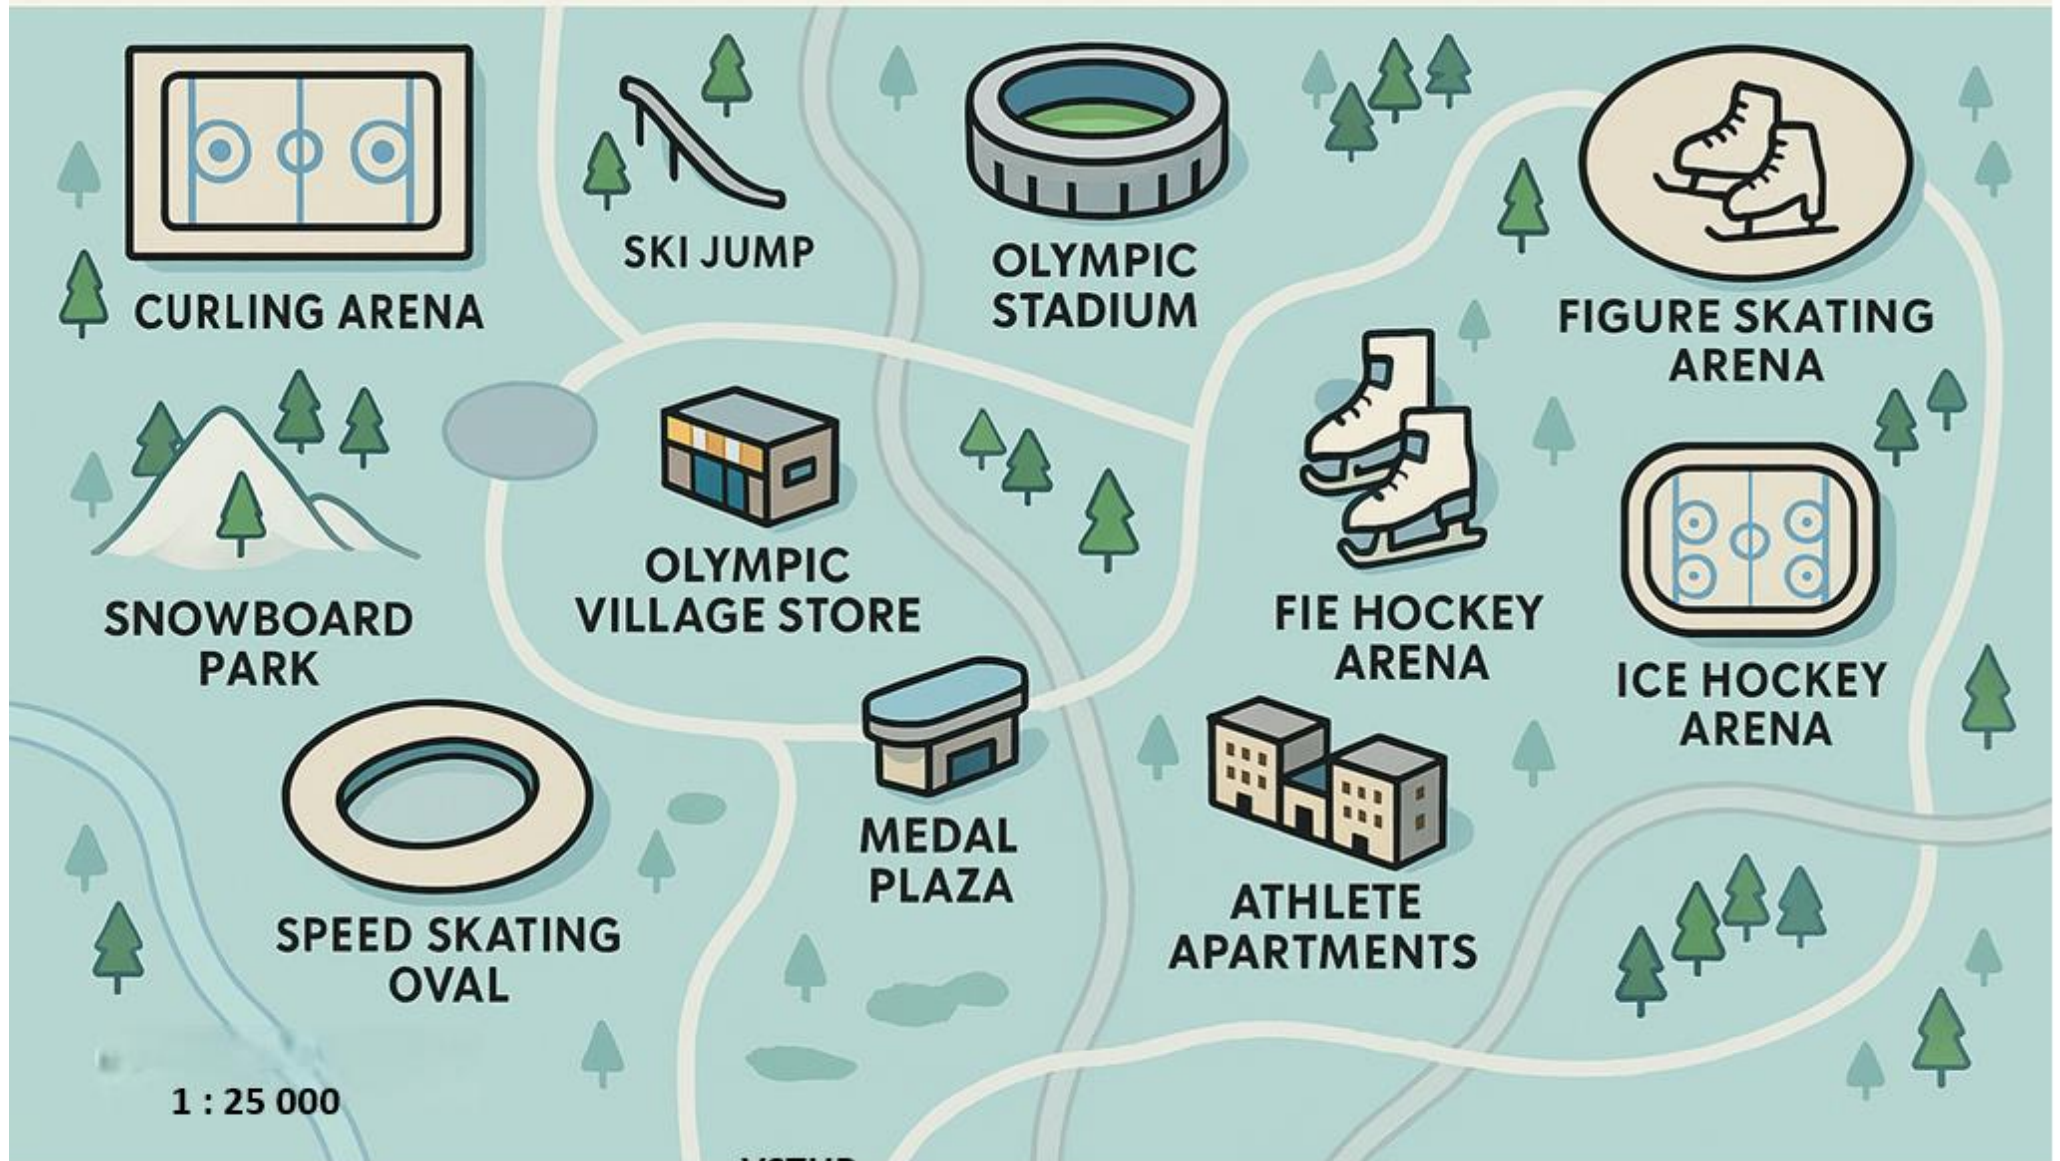 SKI JUMP
OLYMPIC
STADIUM
CURLING ARENA
FIGURE SKATING
ARENA
OLYMPIC
VILLAGE STORE
SNOWBOARD
PARK
FIE HOCKEY
ARENA
ICE HOCKEY
ARENA
MEDAL
PLAZA
SPEED SKATING
OVAL
ATHLETE
APARTMENTS
1 : 25 000